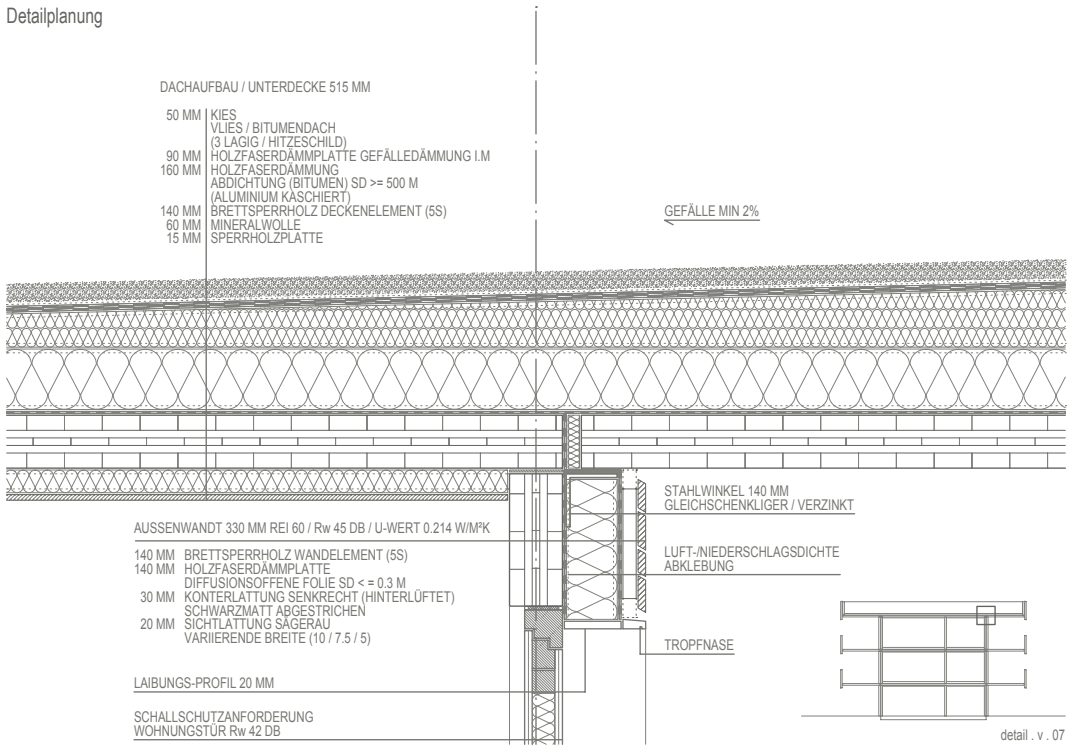 Detailplanung
DACHAUFBAU / UNTERDECKE 515 MM
50 MM KIES
VLIES / BITUMENDACH
(3 LAGIG / HITZESCHILD)
90 MM HOLZFASERDÄMMPLATTE GEFÄLLEDÄMMUNG I.M
160 MM HOLZFASERDÄMMUNG
ABDICHTUNG (BITUMEN) SD >= 500 M
(ALUMINIUM KASCHIERT)
140 MM BRETTSPERRHOLZ DECKENELEMENT (5S)
60 MM MINERALWOLLE
15 MM SPERRHOLZPLATTE
GEFÄLLE MIN 2%
AUSSENWANDT 330 MM REI 60 / Rw 45 DB / U-WERT 0.214 W/M²K
140 MM BRETTSPERRHOLZ WANDELEMENT (5S)
140 MM HOLZFASERDÄMMPLATTE
DIFFUSIONSOFFENE FOLIE SD < = 0.3 M
30 MM KONTERLATTUNG SENKRECHT (HINTERLÜFTET)
SCHWARZMATT ABGESTRICHEN
20 MM SICHTLATTUNG SÄGERAU
VARIIERENDE BREITE (10 / 7.5 / 5)
LAIBUNGS-PROFIL 20 MM
SCHALLSCHUTZANFORDERUNG
WOHNUNGSTÜR Rw 42 DB
STAHLWINKEL 140 MM
GLEICHSCHENKLIGER / VERZINKT
LUFT-/NIEDERSCHLAGSDICHTE
ABKLEBUNG
TROPFNASE
detail . v . 07